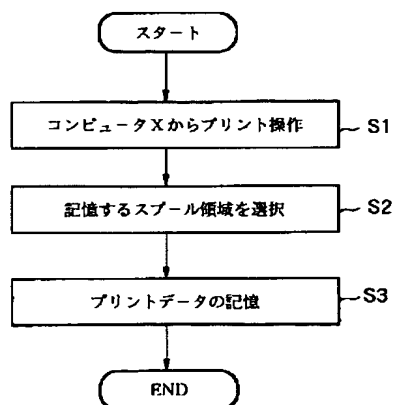 スタート
コンピュータXからプリント操作
S1
記憶するスプール領域を選択
S2
プリントデータの記憶
S3
END